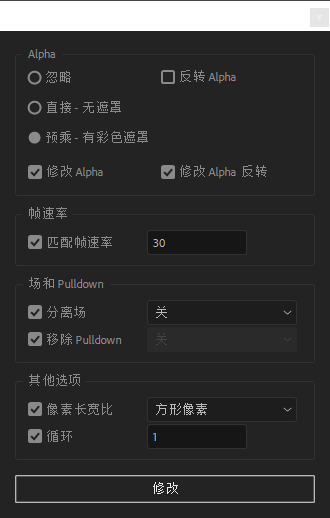 Alpha
忽略 反转 Alpha
直接 - 无遮罩
预乘 - 有彩色遮罩
修改 Alpha 修改 Alpha 反转
帧速率
匹配帧速率 30
场和 Pulldown
分离场 关
移除 Pulldown 关
其他选项
像素长宽比 方形像素
循环 1
修改